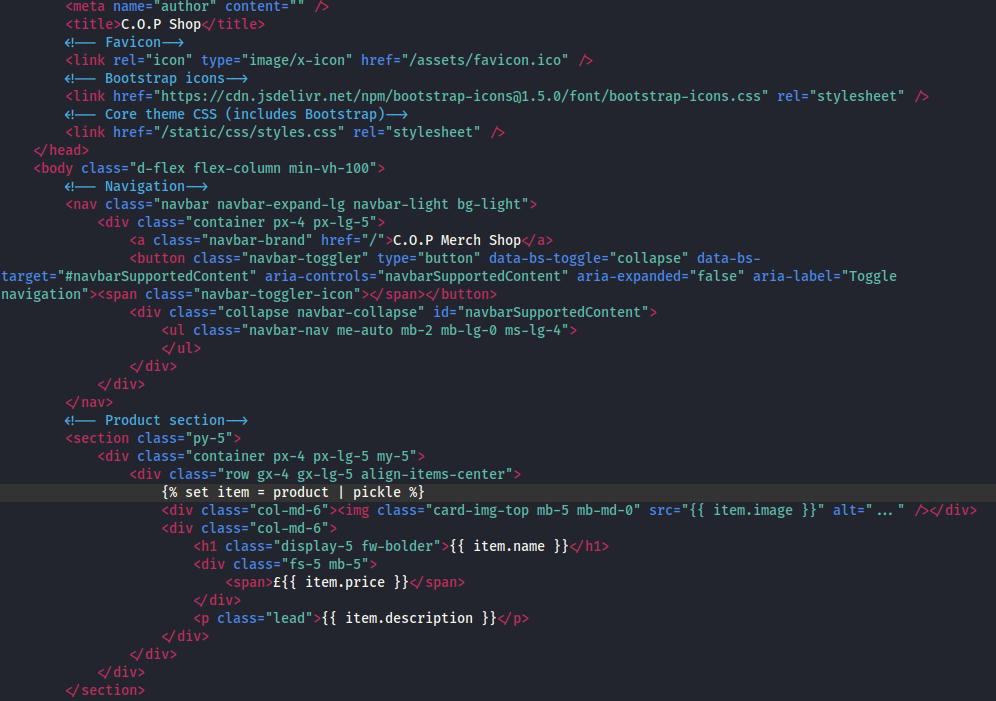 <meta name="author" content="" />
<title>C.O.P Shop</title>
<!-- Favicon-->
<link rel="icon" type="image/x-icon" href="/assets/favicon.ico" />
<!-- Bootstrap icons-->
<link href="https://cdn.jsdelivr.net/npm/bootstrap-icons@1.5.0/font/bootstrap-icons.css" rel="stylesheet" />
<!-- Core theme CSS (includes Bootstrap)-->
<link href="/static/css/styles.css" rel="stylesheet" />
</head>
<body class="d-flex flex-column min-vh-100">
<!-- Navigation-->
<nav class="navbar navbar-expand-lg navbar-light bg-light">
<div class="container px-4 px-lg-5">
<a class="navbar-brand" href="/">C.O.P Merch Shop</a>
<button class="navbar-toggler" type="button" data-bs-toggle="collapse" data-bs-
target="#navbarSupportedContent" aria-controls="navbarSupportedContent" aria-expanded="false" aria-label="Toggle
navigation"><span class="navbar-toggler-icon"></span></button>
<div class="collapse navbar-collapse" id="navbarSupportedContent">
<ul class="navbar-nav me-auto mb-2 mb-lg-0 ms-lg-4">
</ul>
</div>
</div>
</nav>
<!-- Product section-->
<section class="py-5">
<div class="container px-4 px-lg-5 my-5">
<div class="row gx-4 gx-lg-5 align-items-center">
{% set item = product | pickle %}
<div class="col-md-6"><img class="card-img-top mb-5 mb-md-0" src="{{ item.image }}" alt="..." /></div>
<div class="col-md-6">
<h1 class="display-5 fw-bolder">{{ item.name }}</h1>
<div class="fs-5 mb-5">
<span>£{{ item.price }}</span>
</div>
<p class="lead">{{ item.description }}</p>
</div>
</div>
</div>
</section>